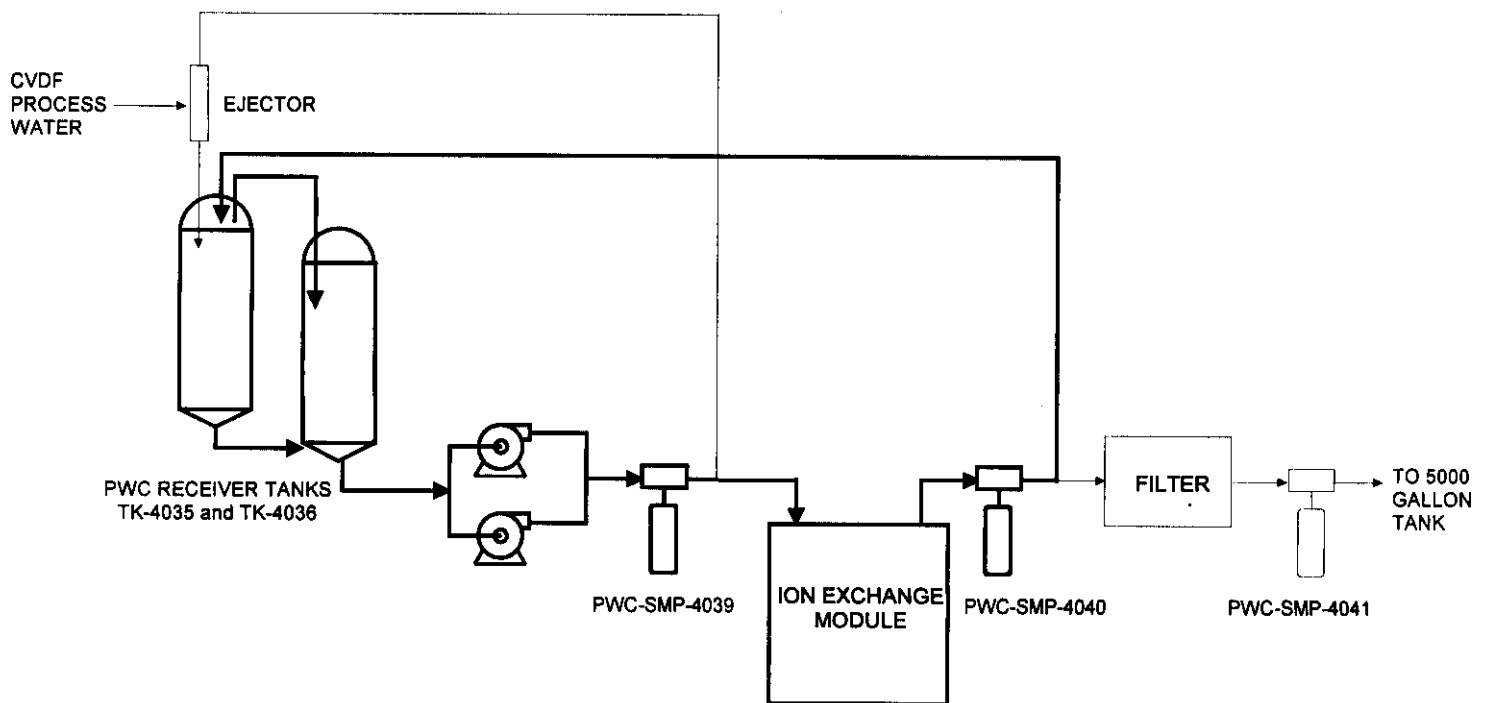 CVDF
PROCESS
WATER
EJECTOR
PWC RECEIVER TANKS
TK-4035 and TK-4036
PWC-SMP-4039
ION EXCHANGE
MODULE
PWC-SMP-4040
FILTER
PWC-SMP-4041
TO 5000
GALLON
TANK